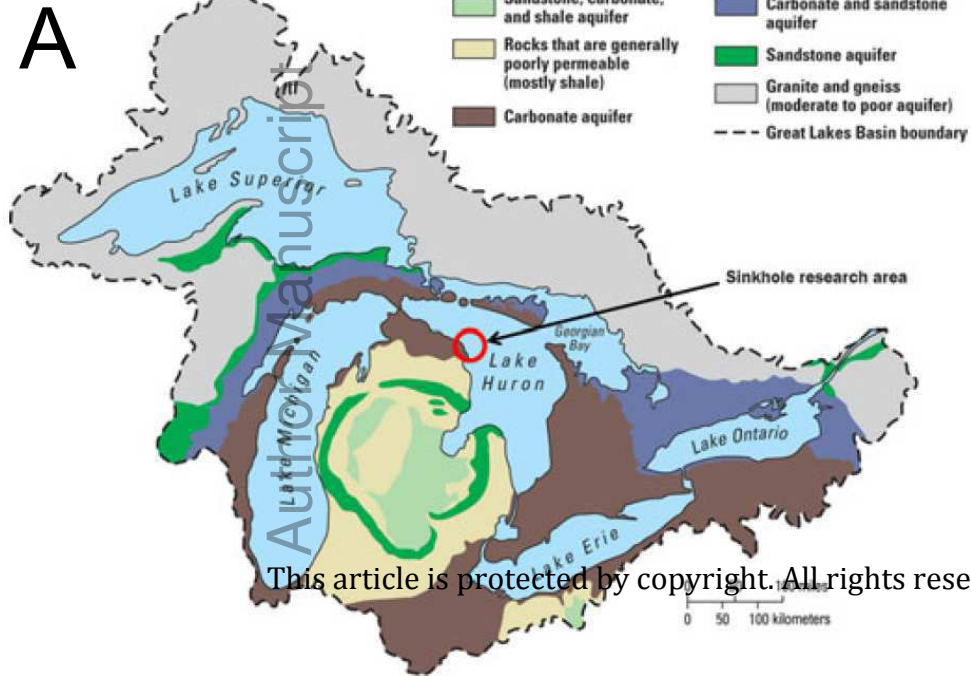 A
Sandstone, carbonate,
and shale aquifer
Rocks that are generally
poorly permeable
(mostly shale)
Carbonate aquifer
Carbonate and sandstone
aquifer
Sandstone aquifer
Granite and gneiss
(moderate to poor aquifer)
Great Lakes Basin boundary
Lake Superior
Sinkhole research area
Georgian
Bay
Lake
Huron
Lake Michigan
Lake Ontario
Lake Erie
Author Manuscript
This article is protected by copyright. All rights rese
0 50 100 kilometers